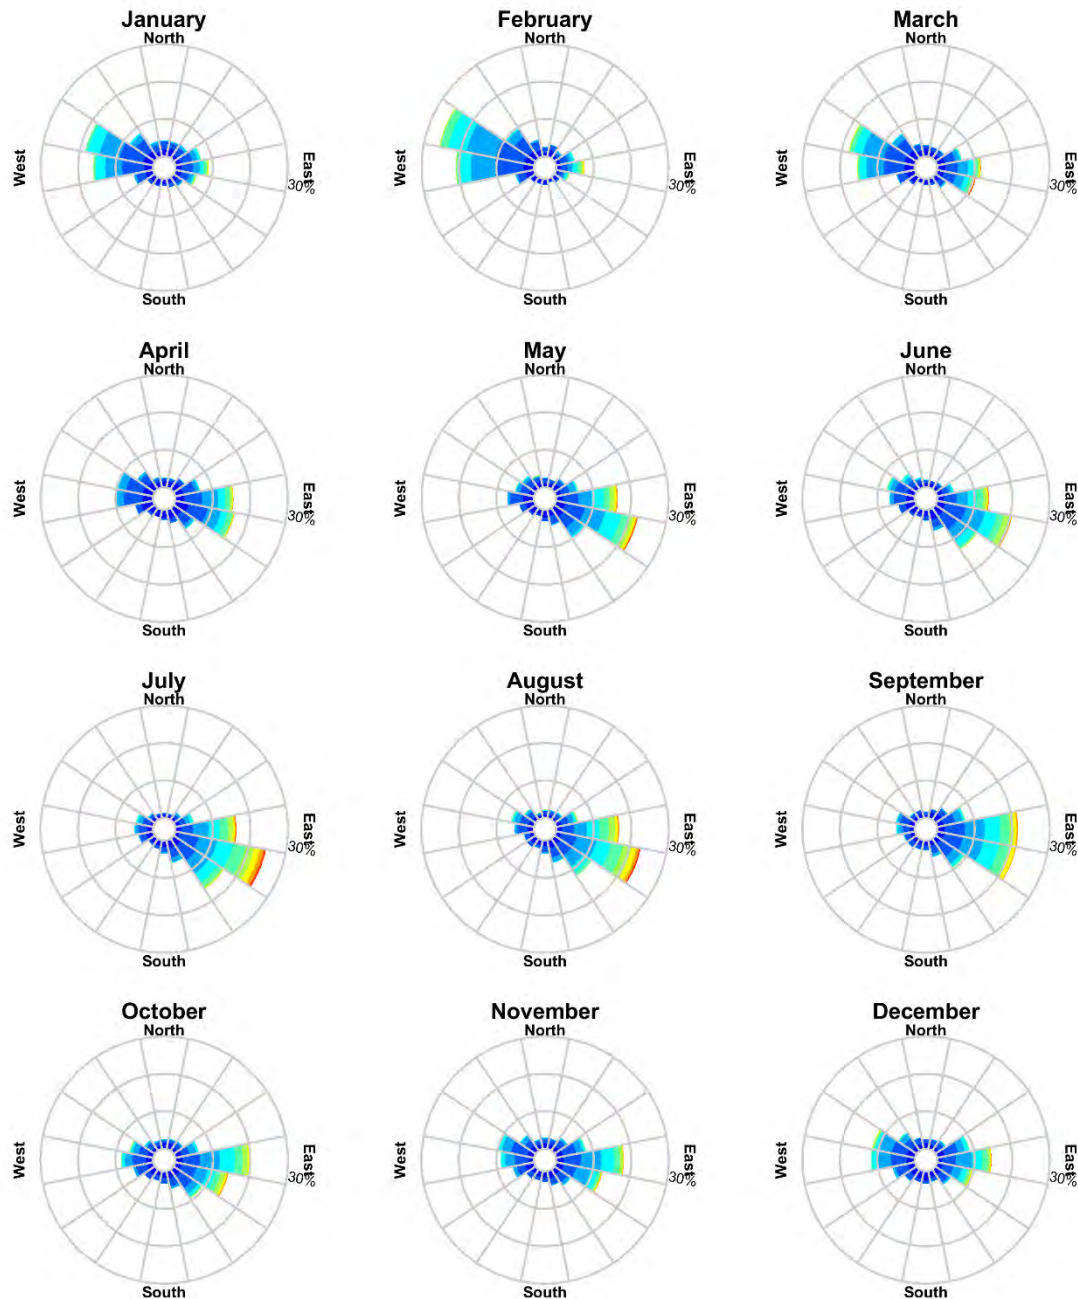 January
North
West
East
30%
South
February
North
West
East
30%
South
March
North
West
East
30%
South
April
North
West
East
30%
South
May
North
West
East
30%
South
June
North
West
East
30%
South
July
North
West
East
30%
South
August
North
West
East
30%
South
September
North
West
East
30%
South
October
North
West
East
30%
South
November
North
West
East
30%
South
December
North
West
East
30%
South